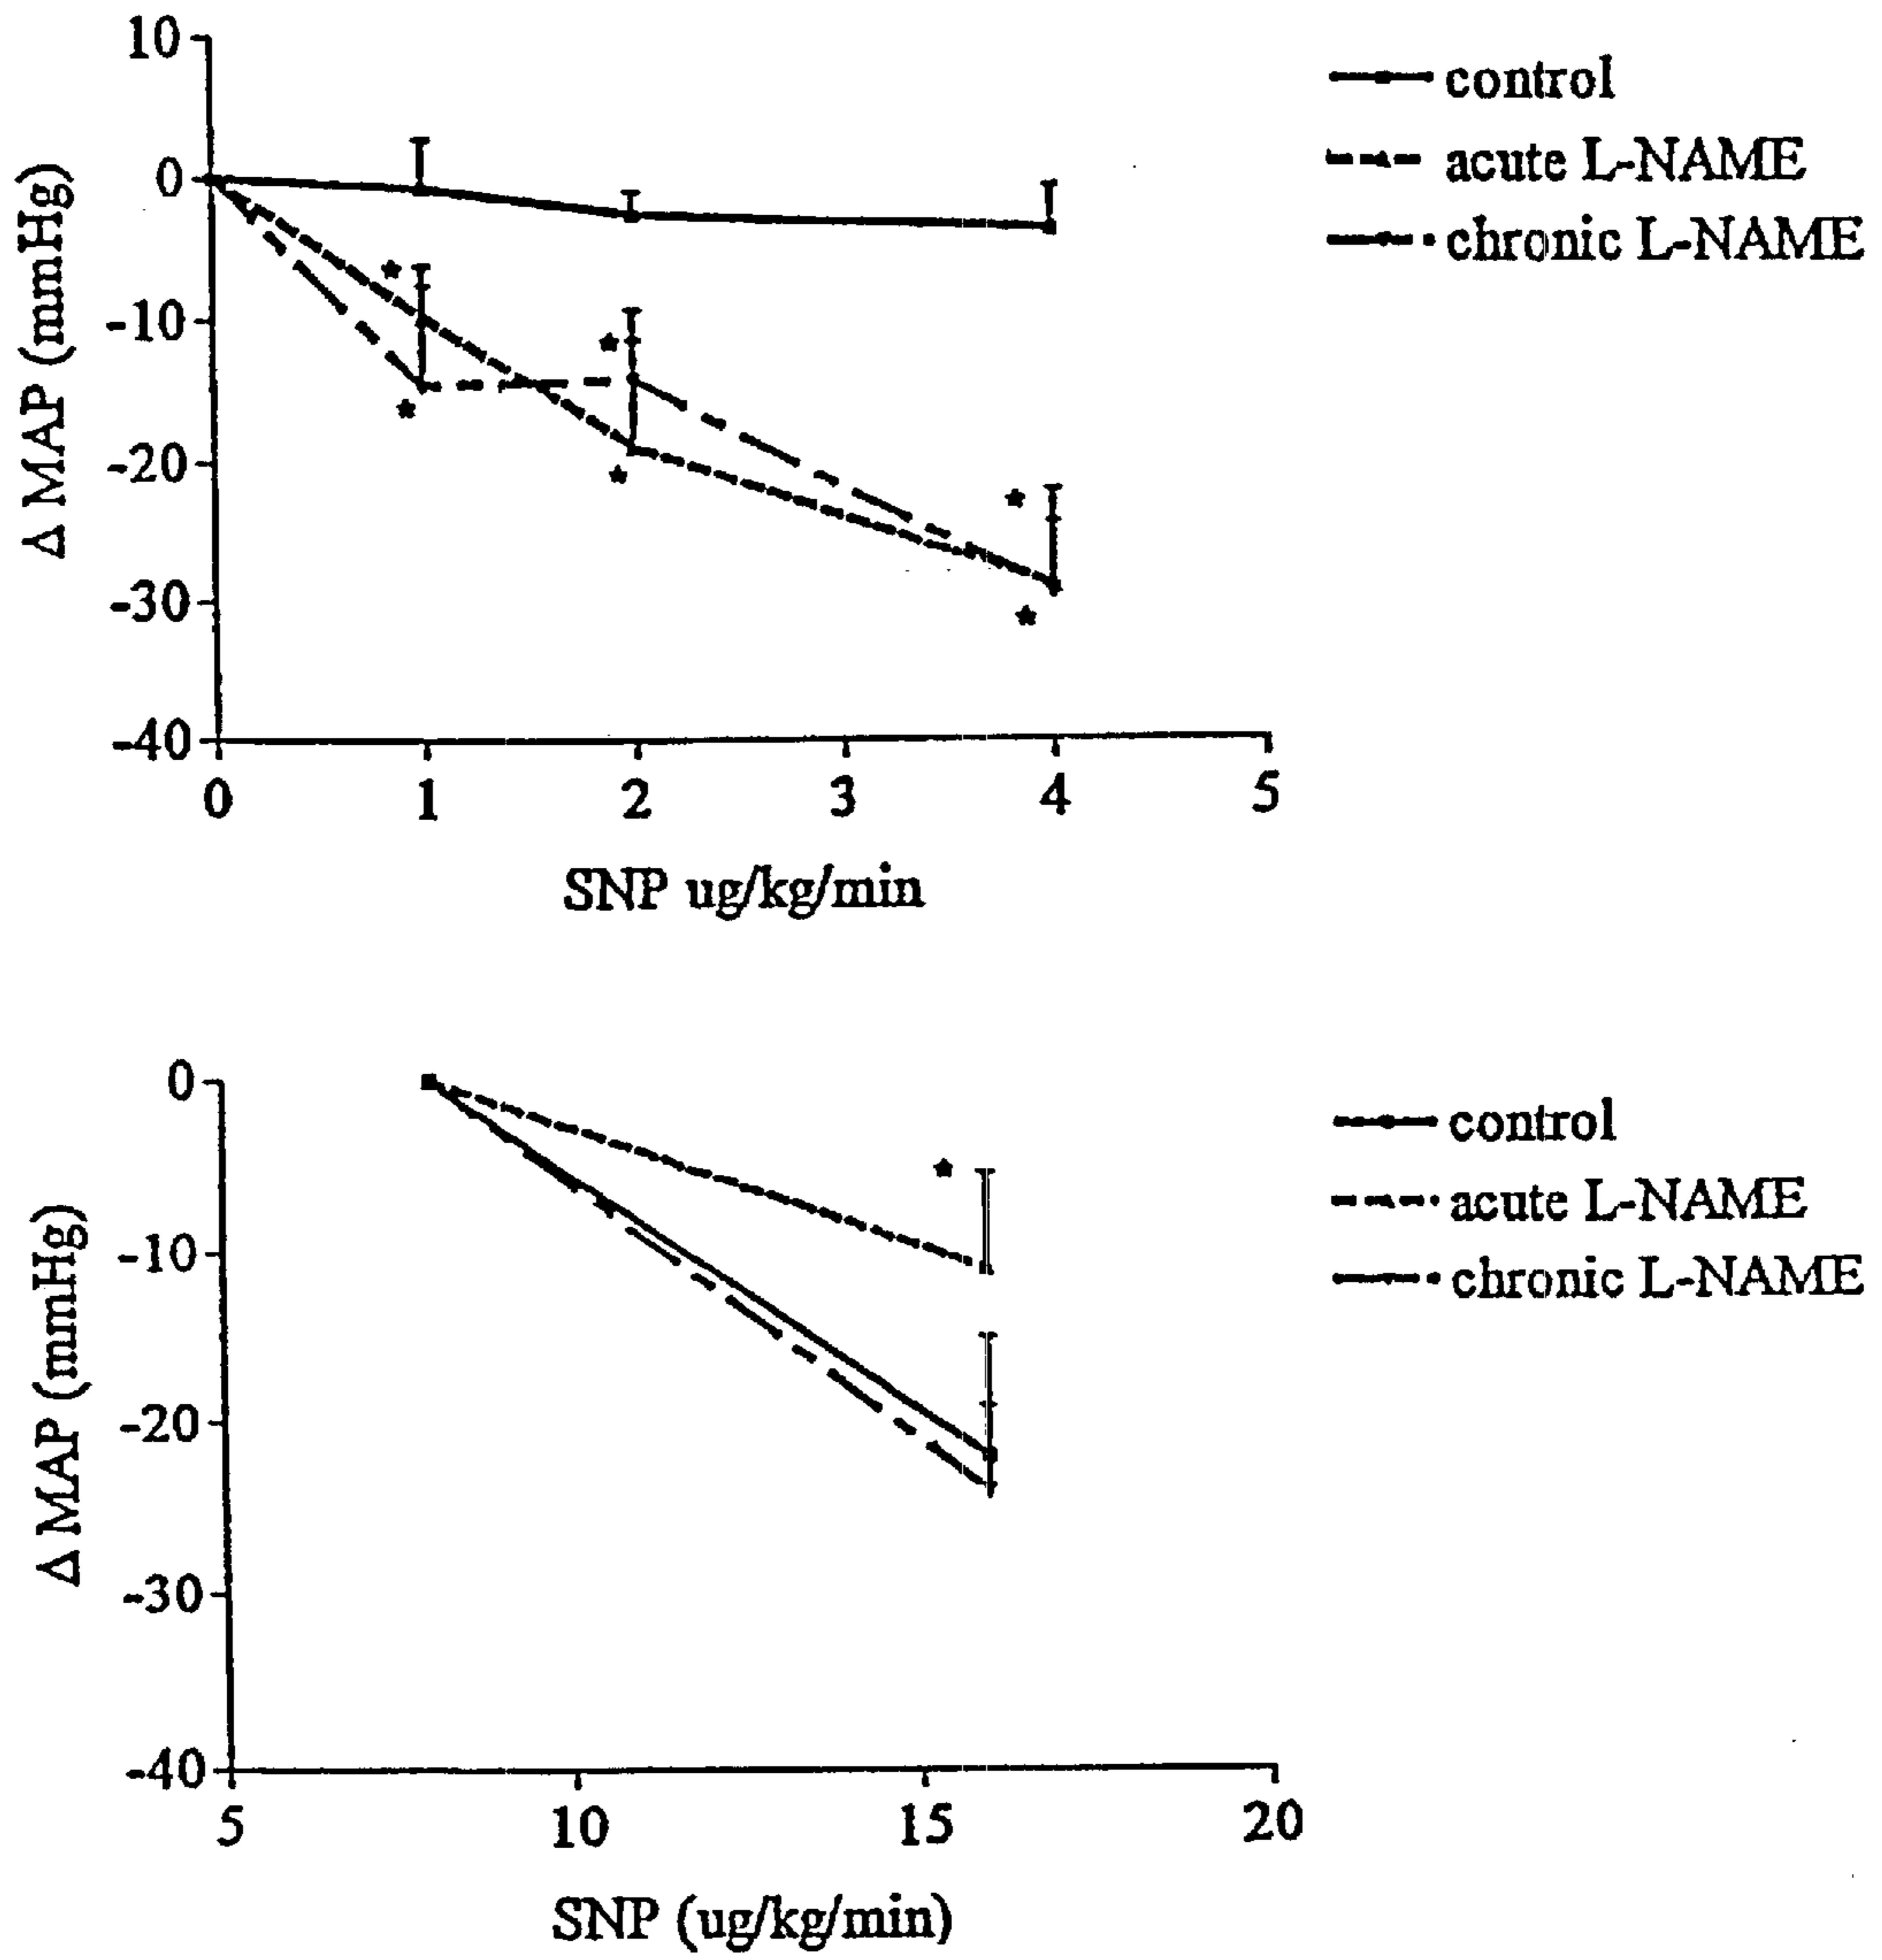 10
0
-10
-20
-30
-40
Δ MAP (mmHg)
0 1 2 3 4 5
SNP ug/kg/min
control
acute L-NAME
chronic L-NAME
0
-10
-20
-30
-40
Δ MAP (mmHg)
5 10 15 20
SNP (ug/kg/min)
control
acute L-NAME
chronic L-NAME